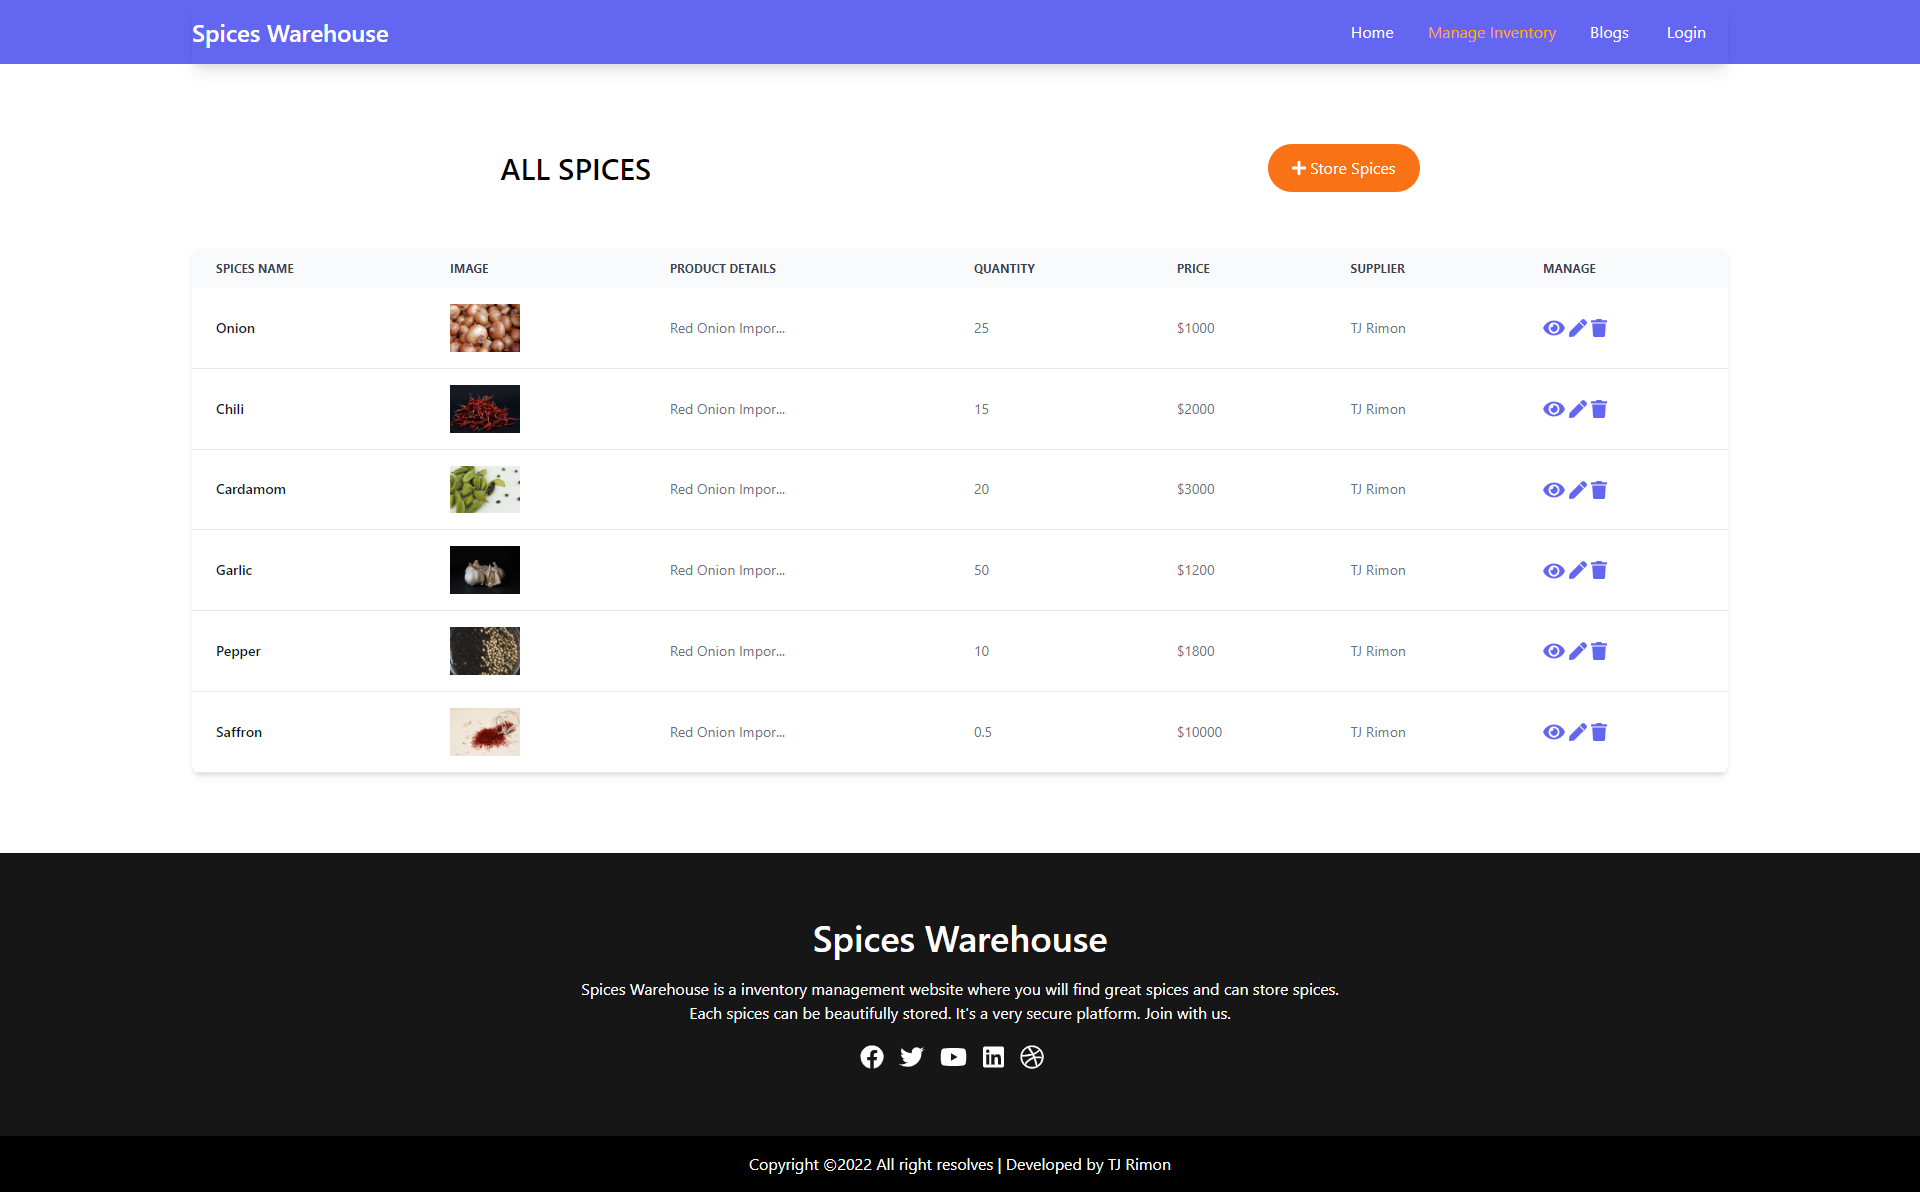 Spices Warehouse Home Manage Inventory Blogs Login
ALL SPICES Store Spices
SPICES NAME IMAGE PRODUCT DETAILS QUANTITY PRICE SUPPLIER MANAGE
Onion Red Onion Impor... 25 $1000 TJ Rimon
Chili Red Onion Impor... 15 $2000 TJ Rimon
Cardamom Red Onion Impor... 20 $3000 TJ Rimon
Garlic Red Onion Impor... 50 $1200 TJ Rimon
Pepper Red Onion Impor... 10 $1800 TJ Rimon
Saffron Red Onion Impor... 0.5 $10000 TJ Rimon
Spices Warehouse
Spices Warehouse is a inventory management website where you will find great spices and can store spices.
Each spices can be beautifully stored. It's a very secure platform. Join with us.
Copyright ©2022 All right resolves | Developed by TJ Rimon